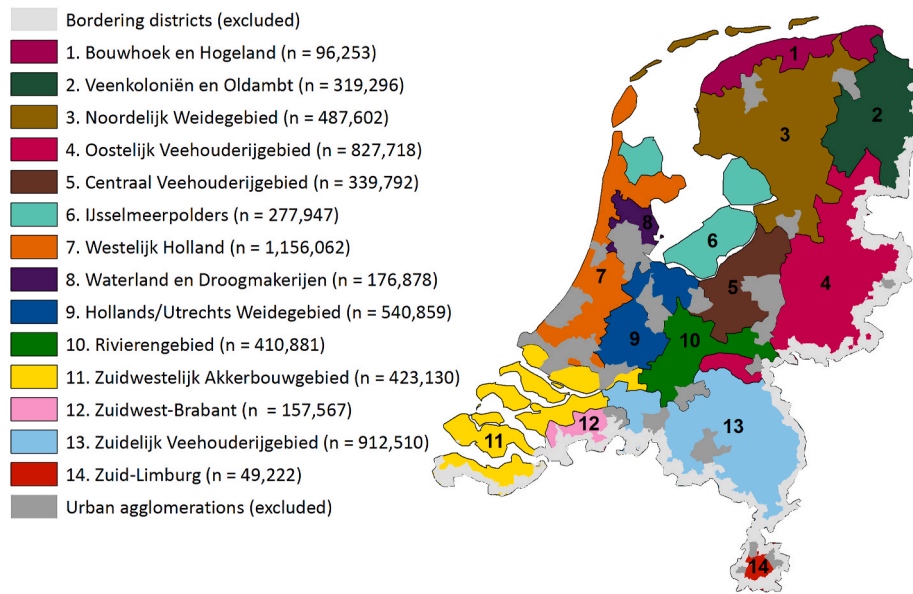 Bordering districts (excluded)
1. Bouwhoek en Hogeland (n = 96,253)
2. Veenkoloniën en Oldambt (n = 319,296)
3. Noordelijk Weidegebied (n = 487,602)
4. Oostelijk Veehouderijgebied (n = 827,718)
5. Centraal Veehouderijgebied (n = 339,792)
6. IJsselmeerpolders (n = 277,947)
7. Westelijk Holland (n = 1,156,062)
8. Waterland en Droogmakerijen (n = 176,878)
9. Hollands/Utrechts Weidegebied (n = 540,859)
10. Rivierengebied (n = 410,881)
11. Zuidwestelijk Akkerbouwgebied (n = 423,130)
12. Zuidwest-Brabant (n  = 157,567)
13. Zuidelijk Veehouderijgebied (n = 912,510)
14. Zuid-Limburg (n = 49,222)
Urban agglomerations (excluded)
1
2
3
8
6
7
5
4
9
10
12
13
11
14